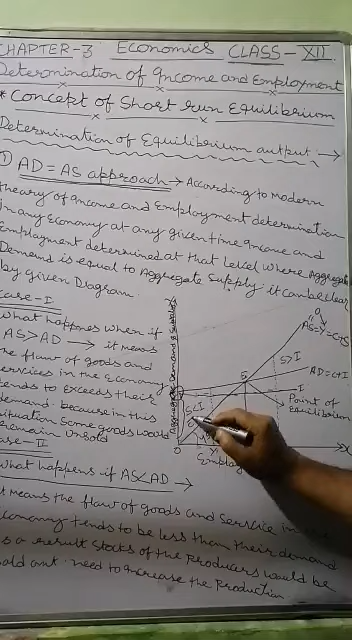 CHAPTER-3 Economics CLASS-XII
Determination of Income and Employment
* Concept of Short run Equilibrium
Determination of Equilibrium output :→
① AD = AS approach → According to Modern
theory of Income and Employment determination
in any Economy at any given time Income and
Employment determined at that Level where Aggregate
Demand is equal to Aggregate Supply. it can be clear
by given Diagram.
Case-I
What happnes when if
AS>AD → it means
the flow of goods and
services in the Economy
tends to exceeds their
demand. because in this
situation Some goods would
remain Unsold
Case-II
What happens if AS<AD →
It means the flaw of goods and Service in
Economy tends to be less than their demand
as a result Stocks of the Producers would be
sold out. need to increase the Production
Aggregate Demand and Supply
AS=Y=C+S
S>I
AD=C+I
E
I
S<I
Point of
Equilibrium
O
Y
X